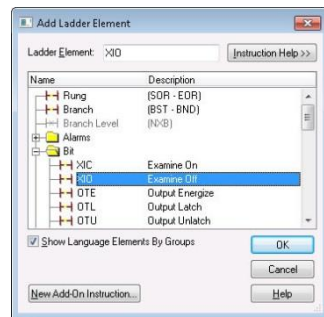 Add Ladder Element
Ladder Element: XIO Instruction Help >>
Name Description
Rung (SOR - EOR)
Branch (BST - BND)
Branch Level (NXB)
Alarms
Bit
XIC Examine On
XIO Examine Off
OTE Output Energize
OTL Output Latch
OTU Output Unlatch
Show Language Elements By Groups OK
Cancel
New Add-On Instruction... Help